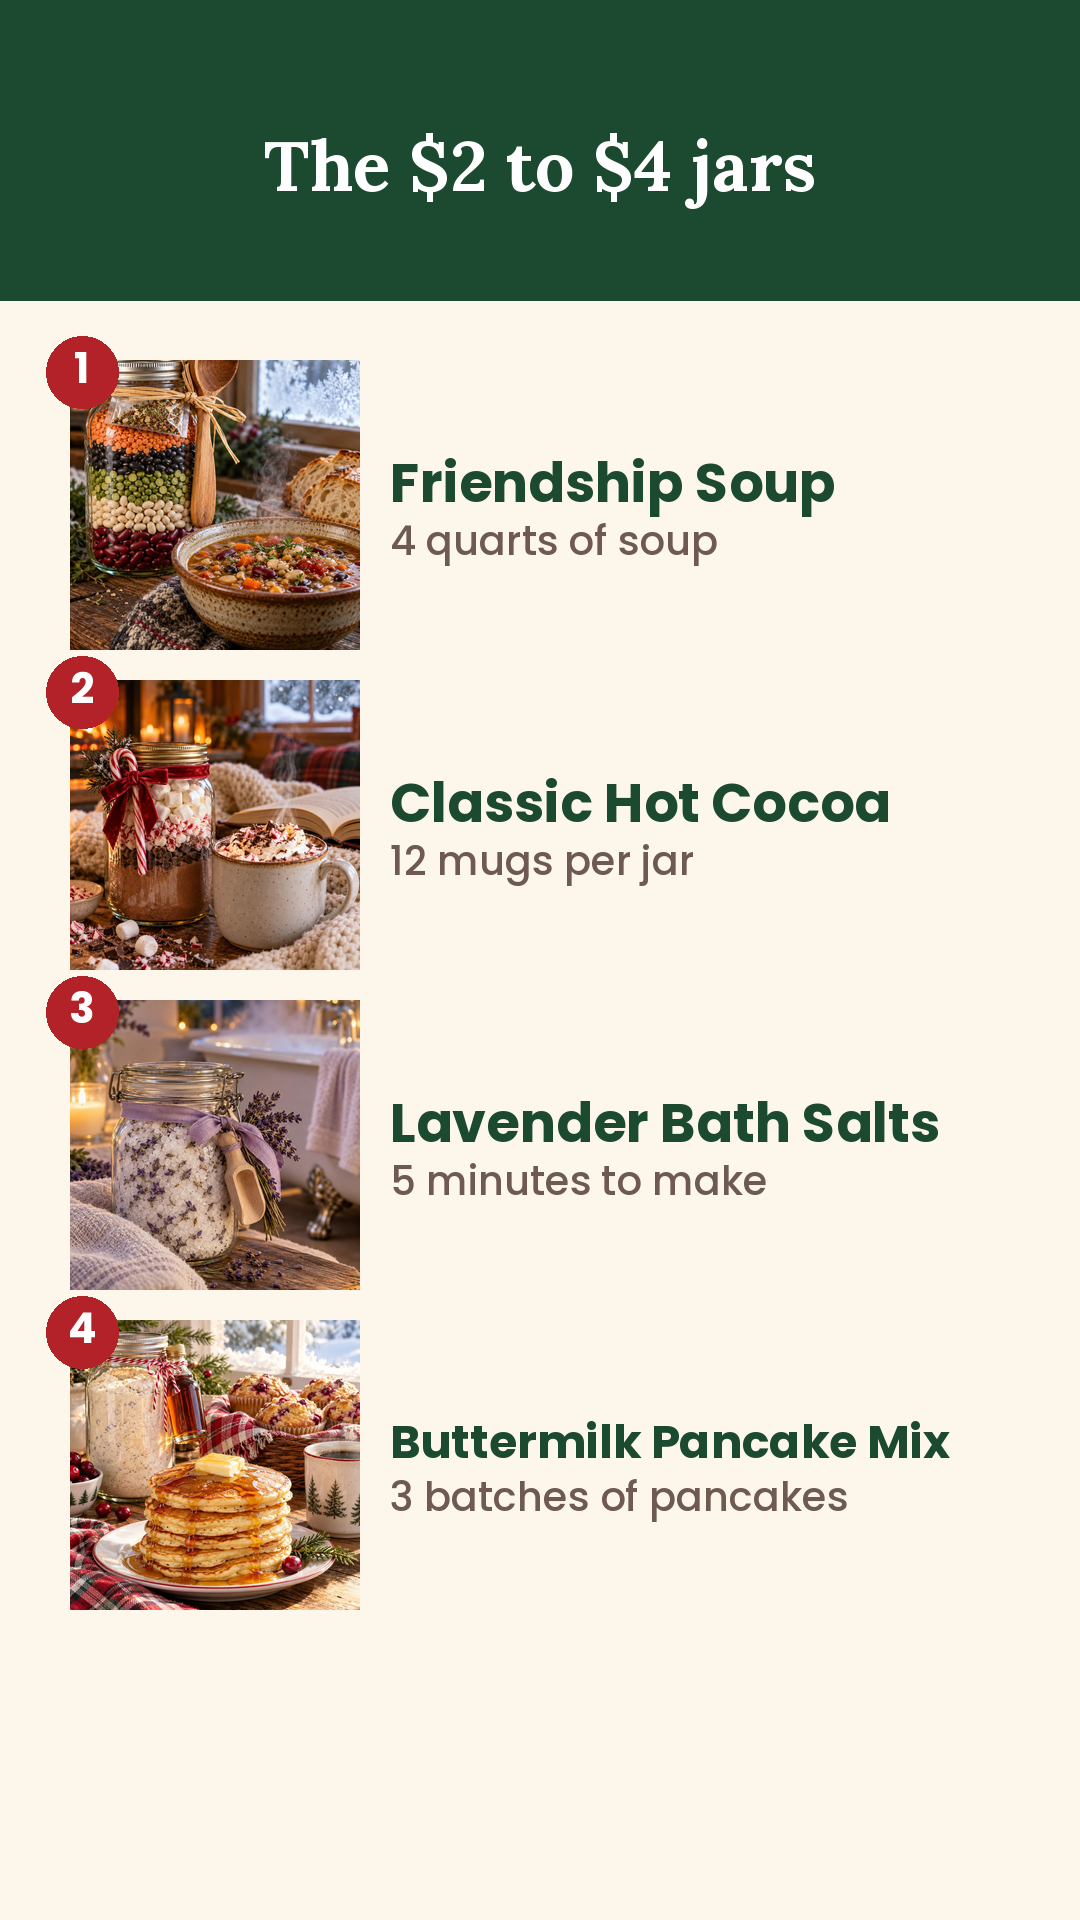 The $2 to $4 jars
1
Friendship Soup
4 quarts of soup
2
Classic Hot Cocoa
12 mugs per jar
3
Lavender Bath Salts
5 minutes to make
4
Buttermilk Pancake Mix
3 batches of pancakes